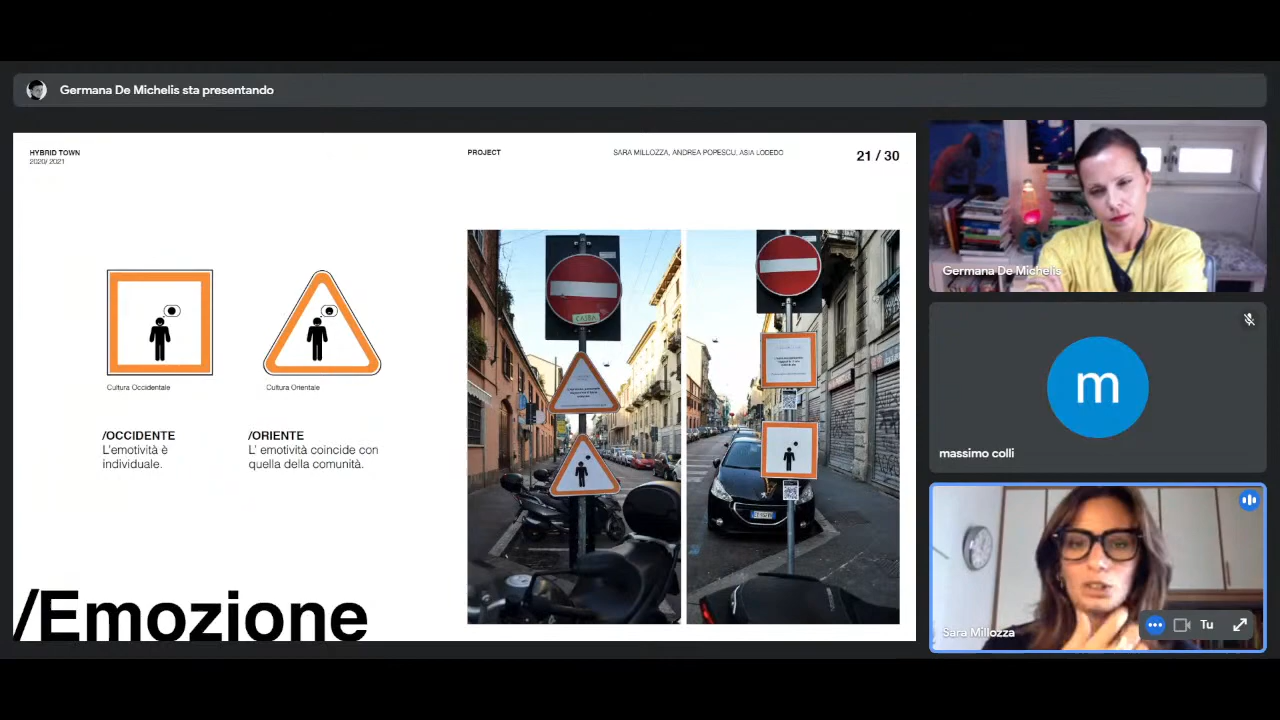 Germana De Michelis sta presentando
HYBRID TOWN
2020/ 2021
PROJECT
SARA MILLOZZA, ANDREA POPESCU, ASIA LODEDO
21 / 30
Cultura Occidentale
Cultura Orientale
/OCCIDENTE
L'emotività è
individuale.
/ORIENTE
L' emotività coincide con
quella della comunità.
/Emozione
Germana De Michelis
m
massimo colli
Sara Millozza
Tu